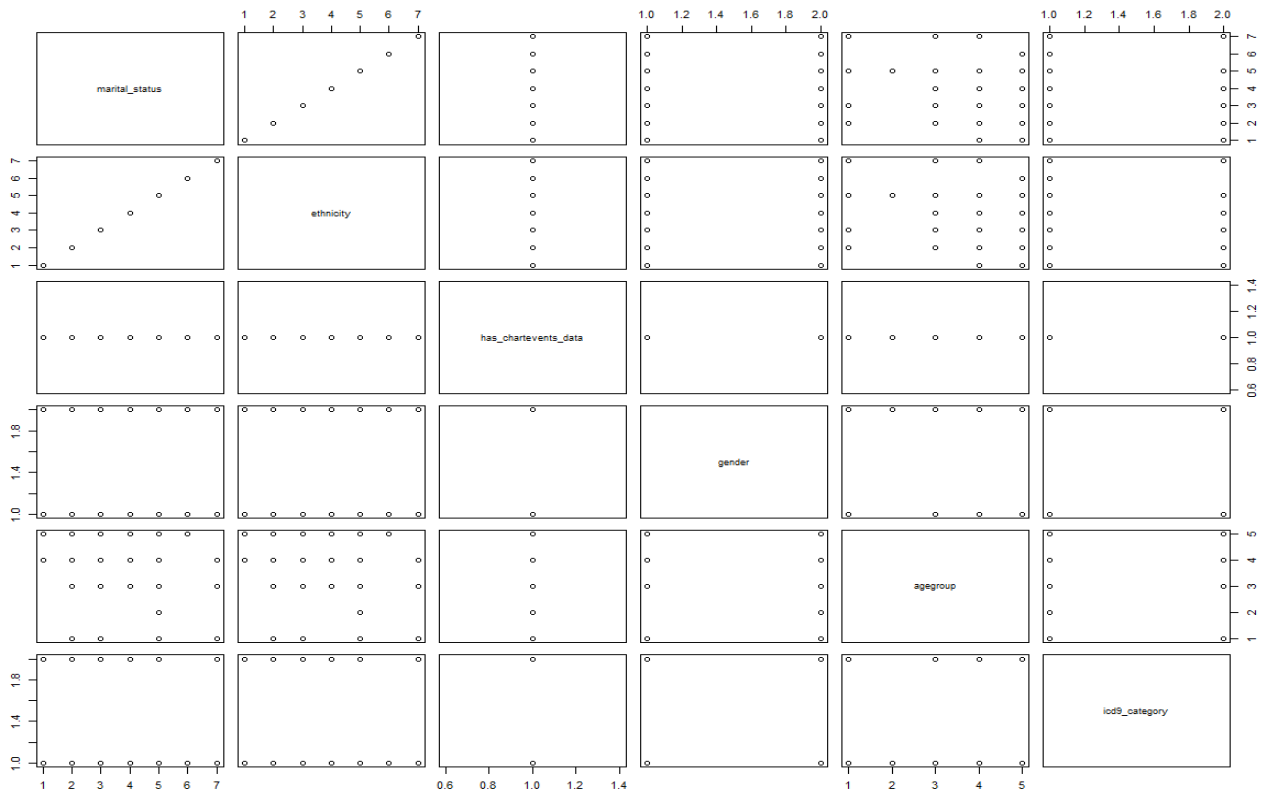 1 2 3 4 5 6 7
1.0 1.2 1.4 1.6 1.8 2.0
1.0 1.2 1.4 1.6 1.8 2.0
marital_status
1 2 3 4 5 6 7
1 2 3 4 5 6 7
ethnicity
has_chartevents_data
0.6 0.8 1.0 1.2 1.4
1.0 1.4 1.8
gender
agegroup
1 2 3 4 5
1.0 1.4 1.8
icd9_category
1 2 3 4 5 6 7
0.6 0.8 1.0 1.2 1.4
1 2 3 4 5